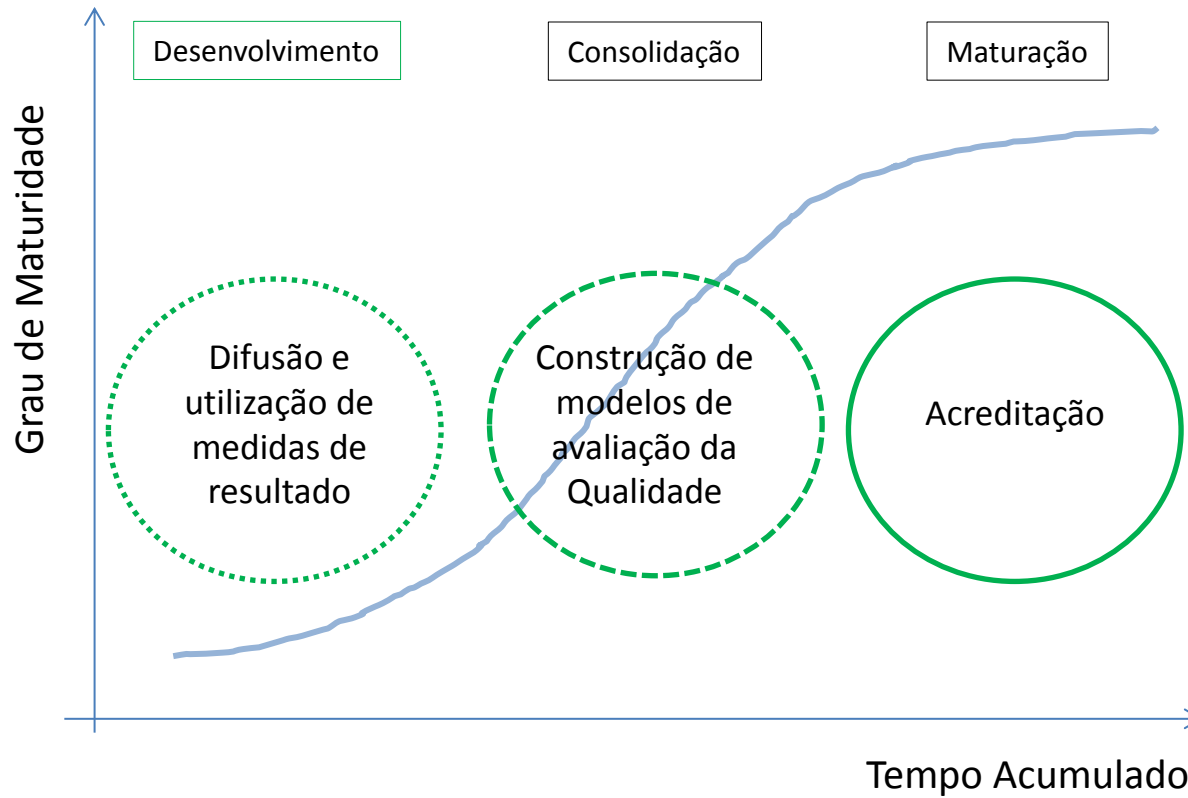 Desenvolvimento
Consolidação
Maturação
Grau de Maturidade
Difusão e
utilização de
medidas de
resultado
Construção de
modelos de
avaliação da
Qualidade
Acreditação
Tempo Acumulado